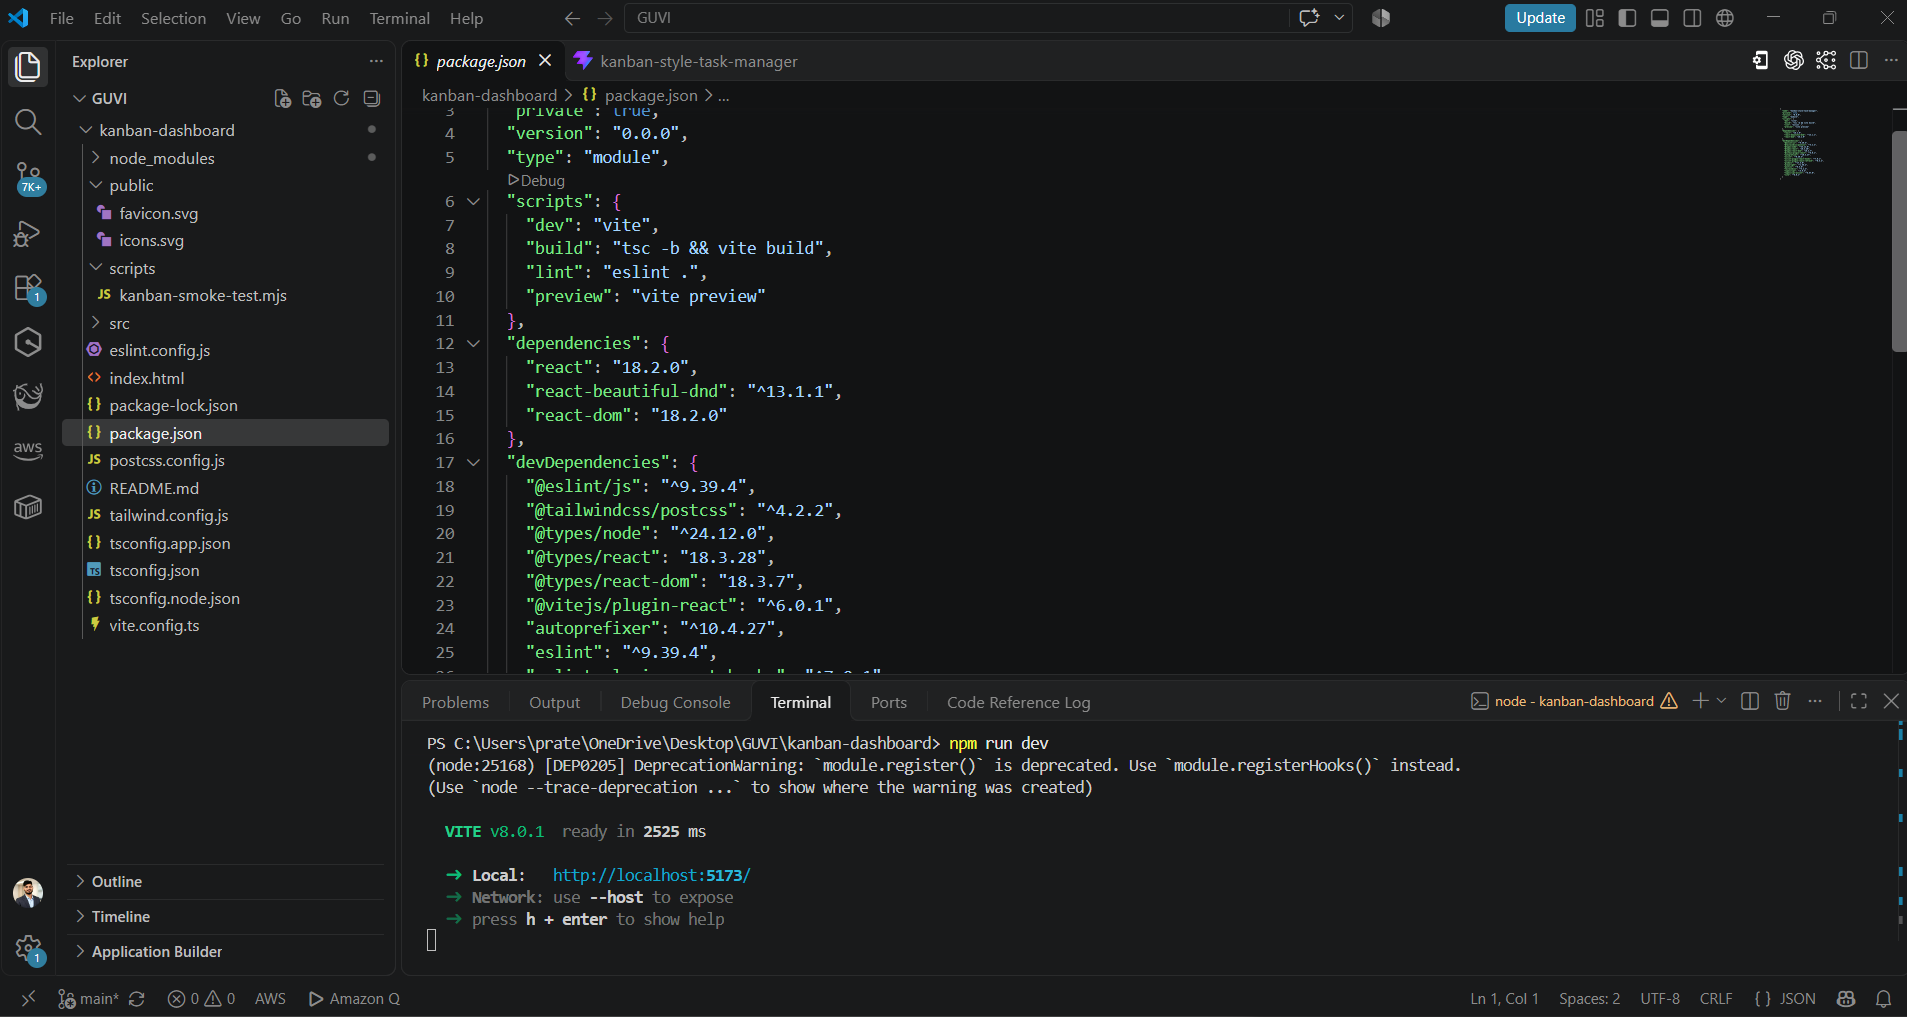 File Edit Selection View Go Run Terminal Help
GUVI
Update
Explorer
GUVI
kanban-dashboard
node_modules
public
favicon.svg
icons.svg
scripts
JS kanban-smoke-test.mjs
src
eslint.config.js
<> index.html
{} package-lock.json
{} package.json
JS postcss.config.js
README.md
JS tailwind.config.js
{} tsconfig.app.json
TS tsconfig.json
{} tsconfig.node.json
vite.config.ts
Outline
Timeline
Application Builder
7K+
1
aws
1
{} package.json
kanban-style-task-manager
kanban-dashboard > {} package.json > ...
3 "private": true,
4 "version": "0.0.0",
5 "type": "module",
Debug
6 "scripts": {
7 "dev": "vite",
8 "build": "tsc -b && vite build",
9 "lint": "eslint .",
10 "preview": "vite preview"
11 },
12 "dependencies": {
13 "react": "18.2.0",
14 "react-beautiful-dnd": "^13.1.1",
15 "react-dom": "18.2.0"
16 },
17 "devDependencies": {
18 "@eslint/js": "^9.39.4",
19 "@tailwindcss/postcss": "^4.2.2",
20 "@types/node": "^24.12.0",
21 "@types/react": "18.3.28",
22 "@types/react-dom": "18.3.7",
23 "@vitejs/plugin-react": "^6.0.1",
24 "autoprefixer": "^10.4.27",
25 "eslint": "^9.39.4",
Problems Output Debug Console Terminal Ports Code Reference Log
node - kanban-dashboard
PS C:\Users\prate\OneDrive\Desktop\GUVI\kanban-dashboard> npm run dev
(node:25168) [DEP0205] DeprecationWarning: `module.register()` is deprecated. Use `module.registerHooks()` instead.
(Use `node --trace-deprecation ...` to show where the warning was created)
VITE v8.0.1 ready in 2525 ms
➜ Local: http://localhost:5173/
➜ Network: use --host to expose
➜ press h + enter to show help
main* 0 0 AWS Amazon Q
Ln 1, Col 1 Spaces: 2 UTF-8 CRLF {} JSON